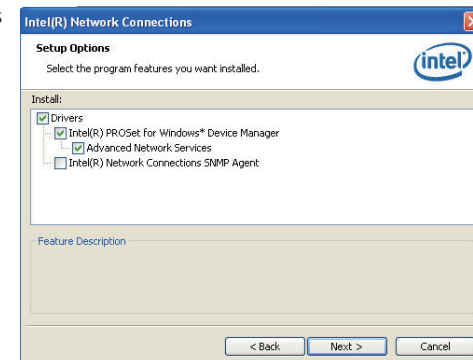 s
Intel(R) Network Connections
Setup Options
Select the program features you want installed.
intel
Install:
Drivers
Intel(R) PROSet for Windows* Device Manager
Advanced Network Services
Intel(R) Network Connections SNMP Agent
Feature Description
< Back
Next >
Cancel